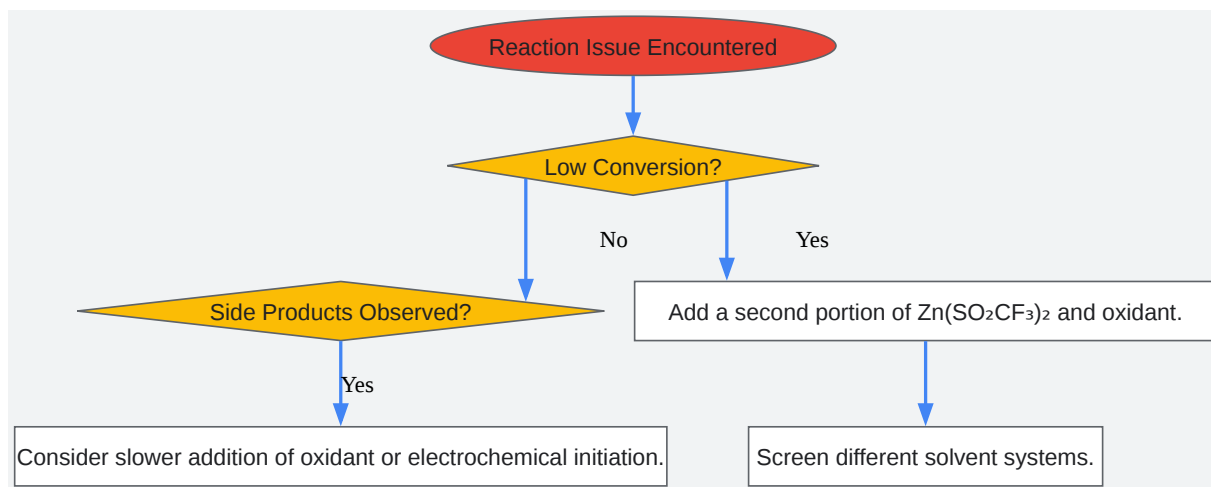 Reaction Issue Encountered
Low Conversion?
No
Yes
Side Products Observed?
Add a second portion of Zn(SO₂CF₃)₂ and oxidant.
Yes
Consider slower addition of oxidant or electrochemical initiation.
Screen different solvent systems.